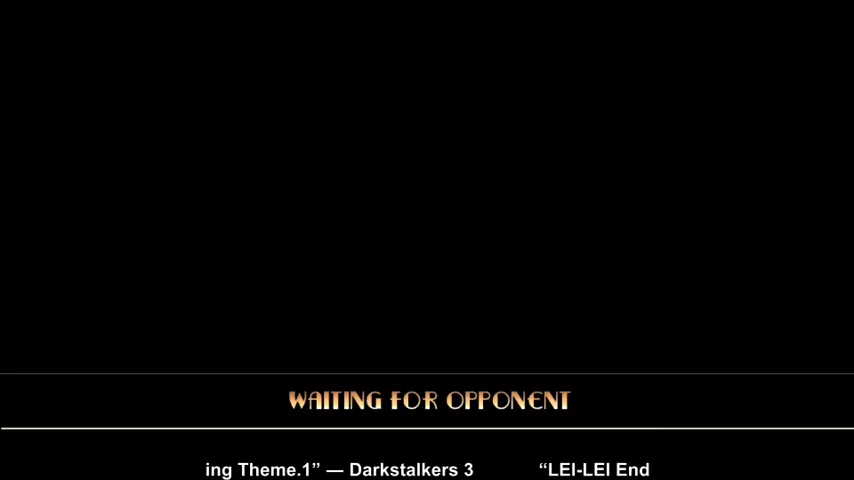 WAITING FOR OPPONENT
ing Theme.1” — Darkstalkers 3 “LEI-LEI End